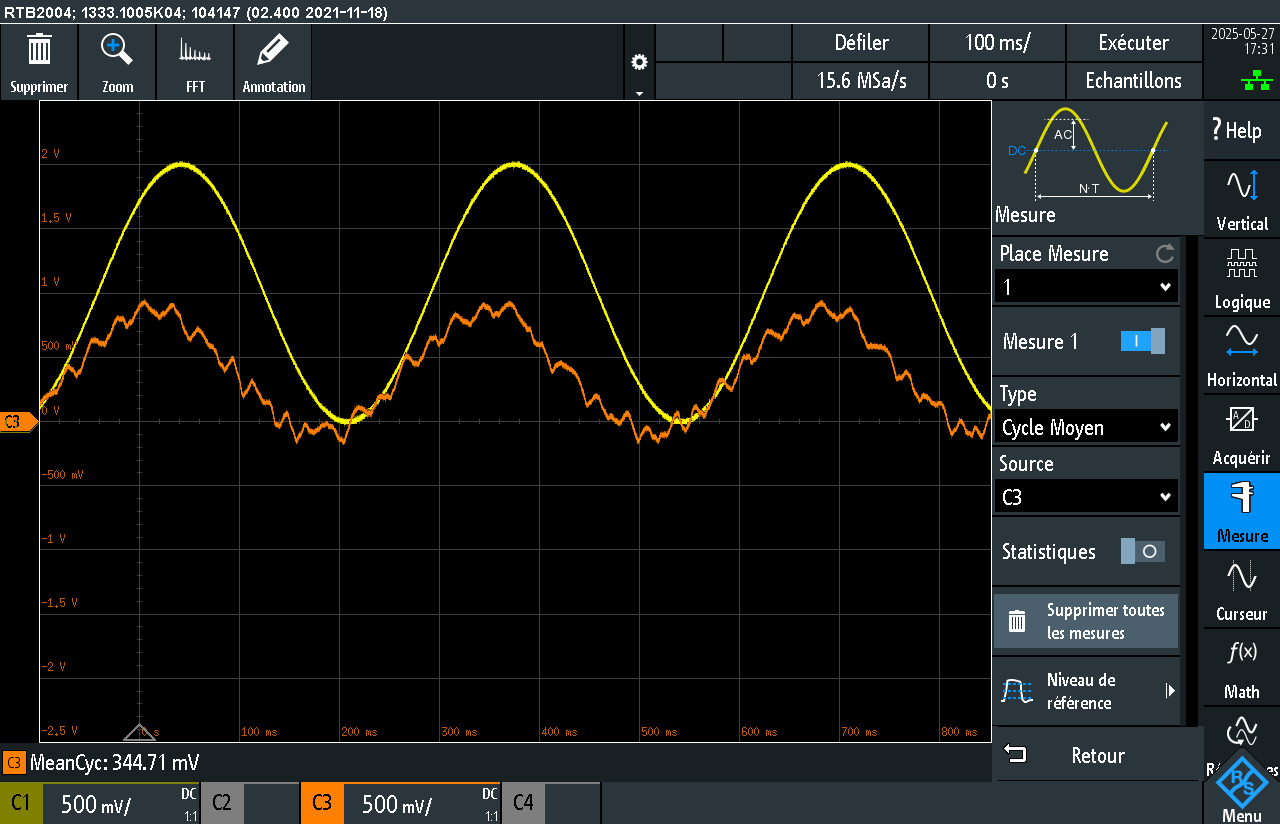 RTB2004; 1333.1005K04; 104147 (02.400 2021-11-18)
Supprimer
Zoom
FFT
Annotation
Défiler
100 ms/
Exécuter
15.6 MSa/s
0 s
Echantillons
2025-05-27
17:31
2 V
1.5 V
1 V
500 m
0 V
-500 mV
-1 V
-1.5 V
-2 V
-2.5 V
C3
s
100 ms
200 ms
300 ms
400 ms
500 ms
600 ms
700 ms
800 ms
AC
DC
N·T
Mesure
Place Mesure
1
Mesure 1
Type
Cycle Moyen
Source
C3
Statistiques
Supprimer toutes
les mesures
Niveau de
référence
Retour
? Help
Vertical
Logique
Horizontal
A/D
Acquérir
Mesure
Curseur
f(x)
Math
R/S
Menu
C3 MeanCyc: 344.71 mV
C1 500 mV/ DC 1:1
C2
C3 500 mV/ DC 1:1
C4